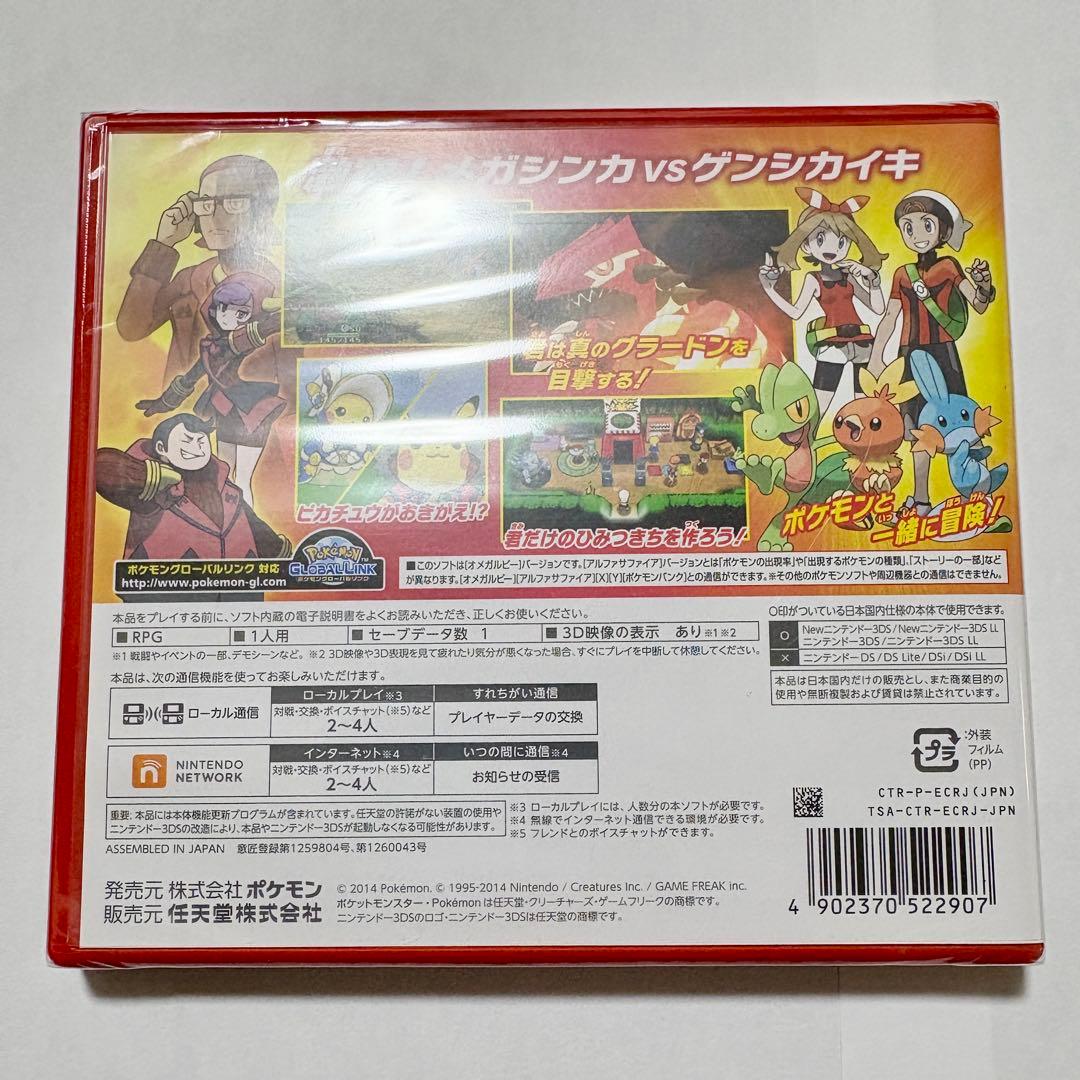 メガシンカ VS ゲンシカイキ
145/145
君は真のグラードンを
目撃する!
ピカチュウがおきがえ!?
君だけのひみつきちを作ろう!
ポケモンと
一緒に冒険!
ポケモングローバルリンク 対応
http://www.pokemon-gl.com
POKéMON
GLOBAL LINK
ポケモングローバルリンク
■このソフトは[オメガルビー]バージョンです。[アルファサファイア]バージョンとは「ポケモンの出現率」や「出現するポケモンの種類」、「ストーリーの一部」など
が異なります。[オメガルビー][アルファサファイア][X][Y][ポケモンバンク]との通信ができます。※その他のポケモンソフトや周辺機器との通信はできません。
本品をプレイする前に、ソフト内蔵の電子説明書をよくお読みいただき、正しくお使いください。
■RPG ■1人用 ■セーブデータ数 1 ■3D映像の表示 あり※1※2
※1 戦闘やイベントの一部、デモシーンなど。 ※2 3D映像や3D表現を見て疲れたり気分が悪くなった場合、すぐにプレイを中断して休憩してください。
○印がついている日本国内仕様の本体で使用できます。
○ Newニンテンドー3DS/Newニンテンドー3DS LL
ニンテンドー3DS/ニンテンドー3DS LL
× ニンテンドーDS/DS Lite/DSi/DSi LL
本品は日本国内だけの販売とし、また商業目的の
使用や無断複製および賃貸は禁止されています。
本品は、次の通信機能を使ってお楽しみいただけます。
ローカル通信
ローカルプレイ※3
対戦・交換・ボイスチャット(※5)など
2〜4人
すれちがい通信
プレイヤーデータの交換
NINTENDO
NETWORK
インターネット※4
対戦・交換・ボイスチャット(※5)など
2〜4人
いつの間に通信※4
お知らせの受信
プラ
:外装
フィルム
(PP)
重要: 本品には本体機能更新プログラムが含まれています。任天堂の許諾がない装置の使用や
ニンテンドー3DSの改造により、本品やニンテンドー3DSが起動しなくなる可能性があります。
※3 ローカルプレイには、人数分の本ソフトが必要です。
※4 無線でインターネット通信できる環境が必要です。
※5 フレンドとのボイスチャットができます。
ASSEMBLED IN JAPAN 意匠登録第1259804号、第1260043号
CTR-P-ECRJ(JPN)
TSA-CTR-ECRJ-JPN
発売元 株式会社 ポケモン
販売元 任天堂株式会社
© 2014 Pokémon. © 1995-2014 Nintendo / Creatures Inc. / GAME FREAK inc.
ポケットモンスター・Pokémon は任天堂・クリーチャーズ・ゲームフリークの商標です。
ニンテンドー3DSのロゴ・ニンテンドー3DSは任天堂の商標です。
4 902370 522907